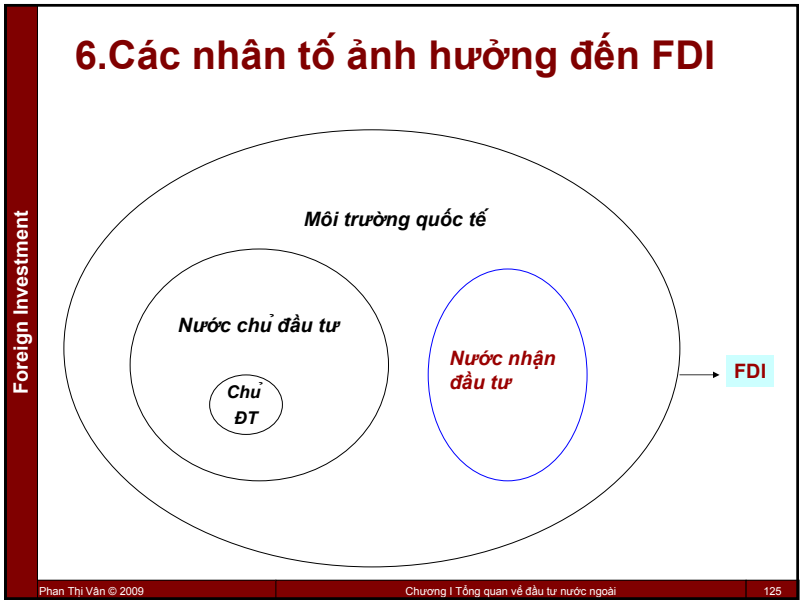 6.Các nhân tố ảnh hưởng đến FDI
Foreign Investment
Môi trường quốc tế
Nước chủ đầu tư
Chủ
ĐT
Nước nhận
đầu tư
FDI
Phan Thị Vân © 2009
Chương I Tổng quan về đầu tư nước ngoài
125